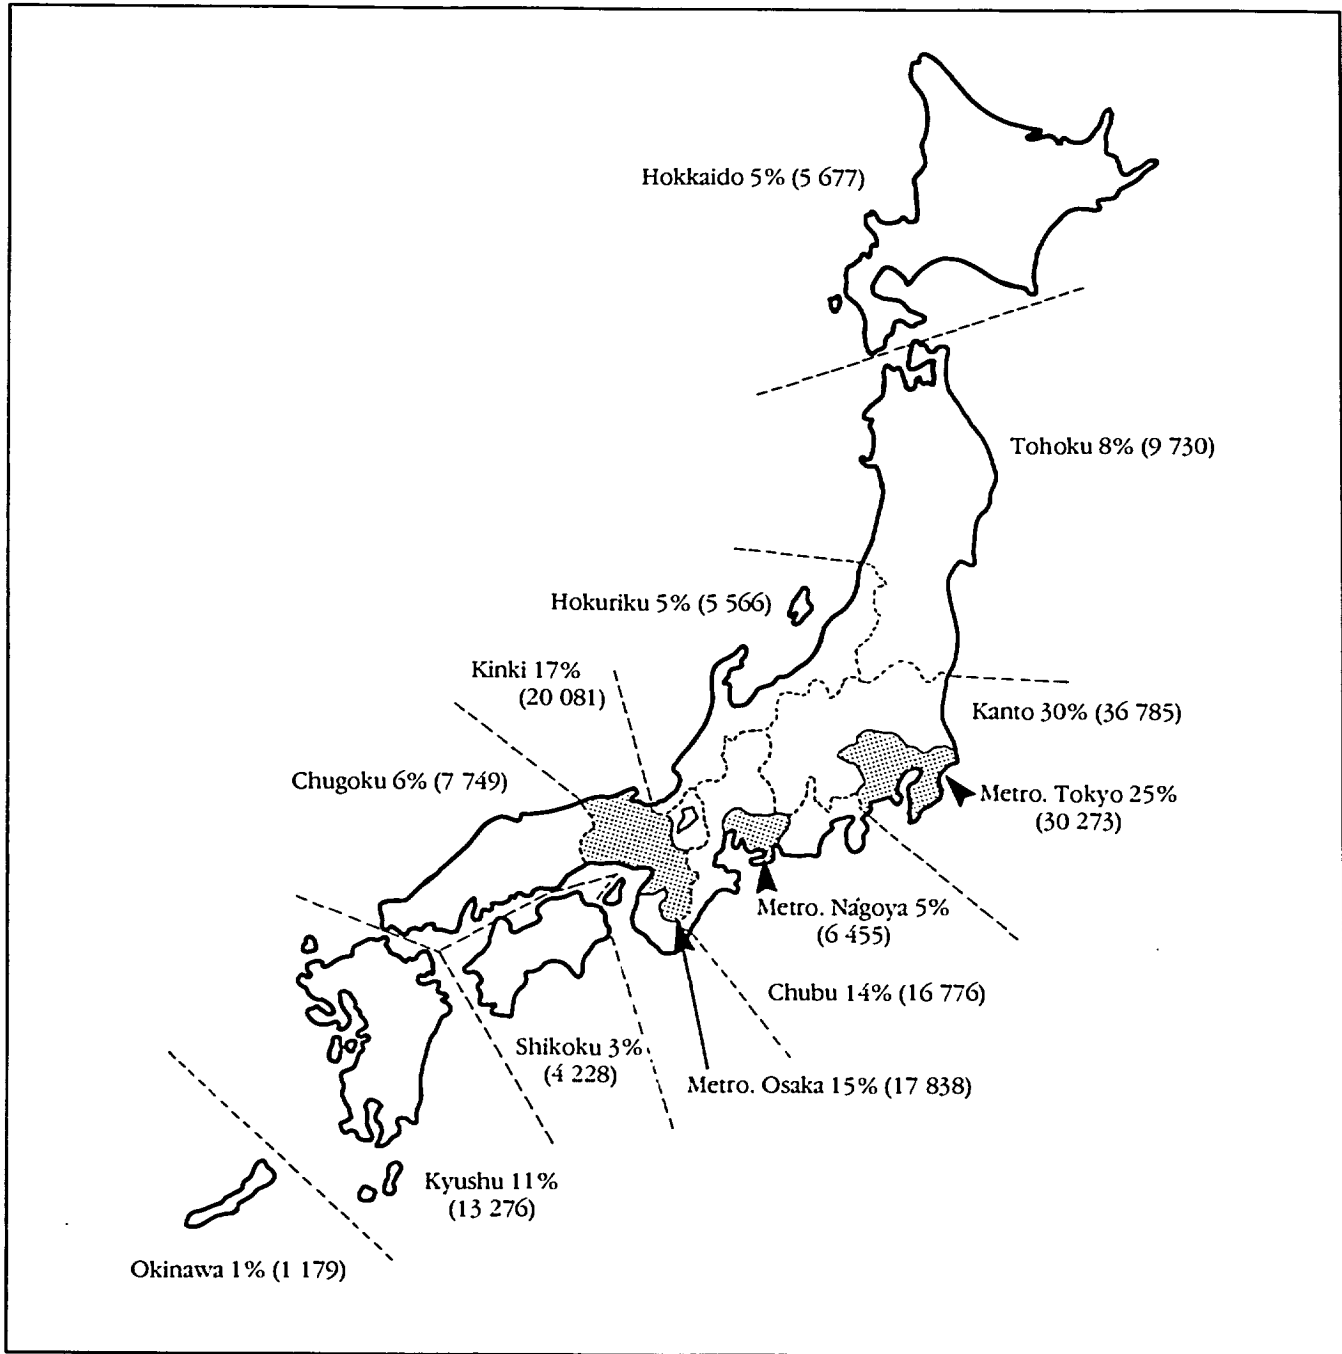 Hokkaido 5% (5 677)
Tohoku 8% (9 730)
Hokuriku 5% (5 566)
Kinki 17%
(20 081)
Kanto 30% (36 785)
Chugoku 6% (7 749)
Metro. Tokyo 25%
(30 273)
Metro. Nagoya 5%
(6 455)
Chubu 14% (16 776)
Shikoku 3%
(4 228)
Metro. Osaka 15% (17 838)
Kyushu 11%
(13 276)
Okinawa 1% (1 179)